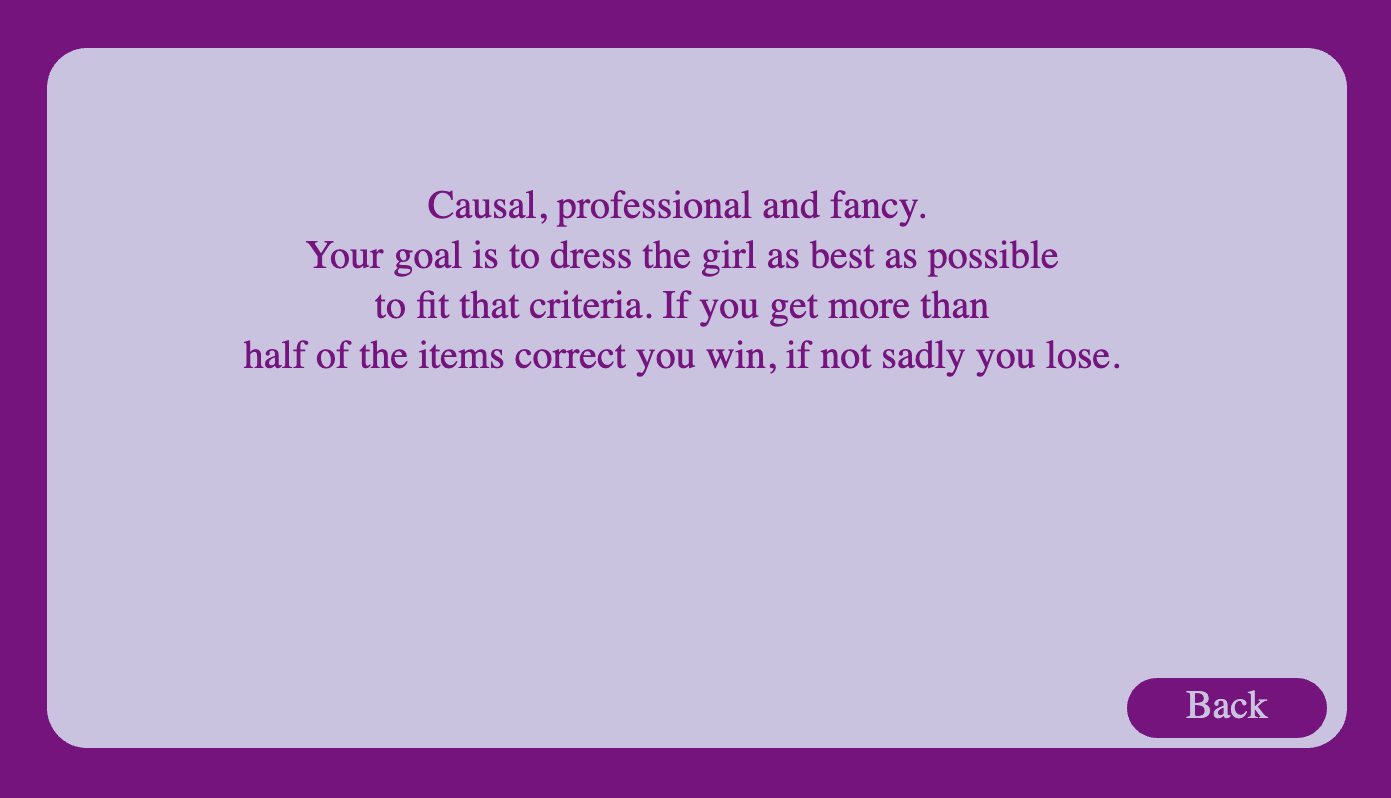 Causal, professional and fancy.
Your goal is to dress the girl as best as possible
to fit that criteria. If you get more than
half of the items correct you win, if not sadly you lose.
Back